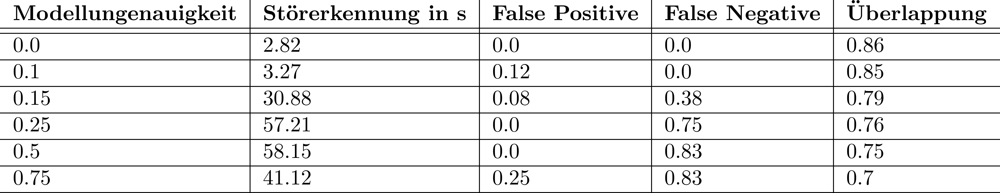 Modellungenauigkeit Störerkennung in s False Positive False Negative Überlappung
0.0 2.82 0.0 0.0 0.86
0.1 3.27 0.12 0.0 0.85
0.15 30.88 0.08 0.38 0.79
0.25 57.21 0.0 0.75 0.76
0.5 58.15 0.0 0.83 0.75
0.75 41.12 0.25 0.83 0.7